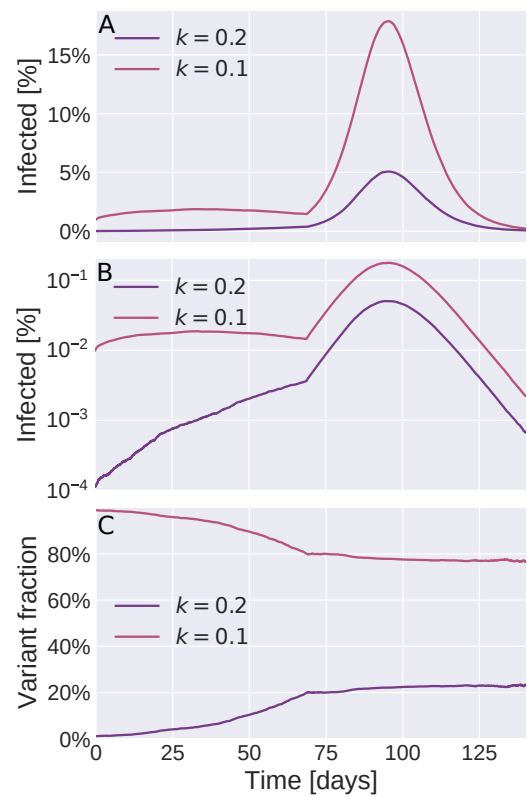 A
k = 0.2
k = 0.1
Infected [%]
15%
10%
5%
0%
B
k = 0.2
k = 0.1
Infected [%]
10⁻¹
10⁻²
10⁻³
10⁻⁴
C
k = 0.2
k = 0.1
Variant fraction
80%
60%
40%
20%
0%
0 25 50 75 100 125
Time [days]